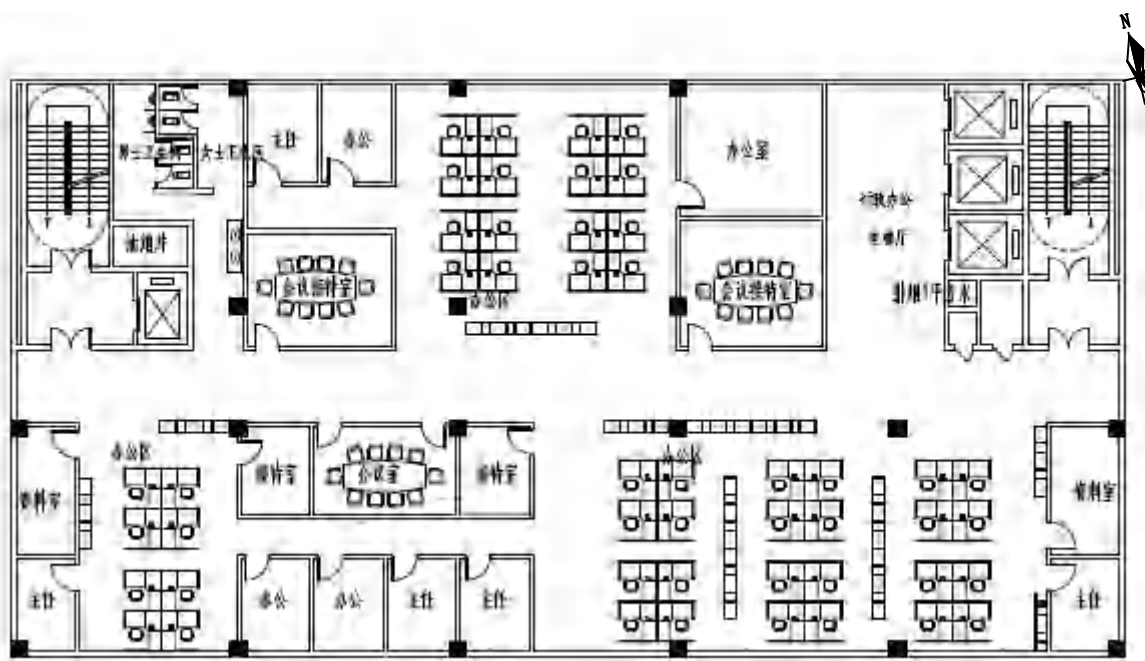 N
主任
办公
办公室
男士卫生间
女士卫生间
行政办公
电梯厅
会议接待室
办公区
会议接待室
办公区
接待室
会议室
接待室
办公区
资料室
资料室
主任
办公
办公
主任
主任
主任